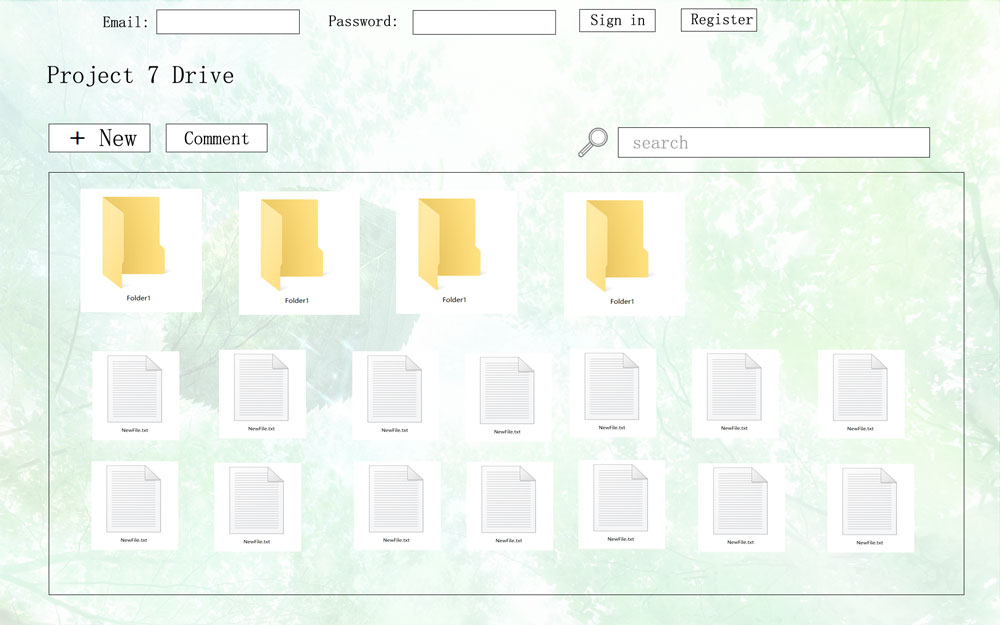 Email: Password: Sign in Register
Project 7 Drive
+ New Comment search
Folder1 Folder1 Folder1 Folder1
NewFile.txt NewFile.txt NewFile.txt NewFile.txt NewFile.txt NewFile.txt NewFile.txt
NewFile.txt NewFile.txt NewFile.txt NewFile.txt NewFile.txt NewFile.txt NewFile.txt